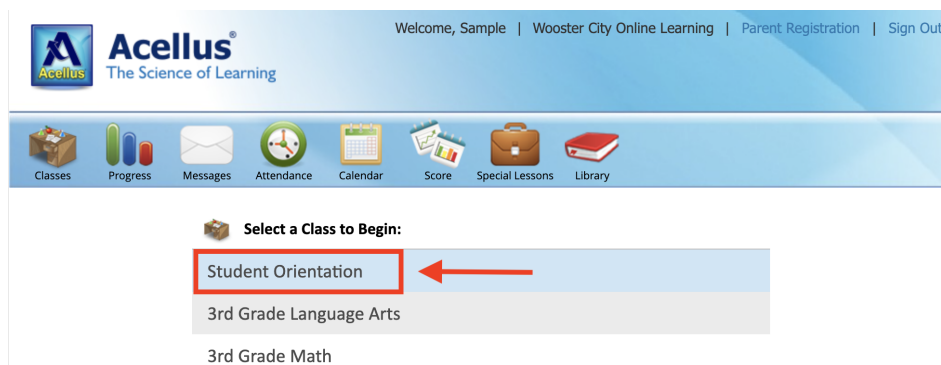 Welcome, Sample | Wooster City Online Learning | Parent Registration | Sign Out
Acellus®
The Science of Learning
Acellus
Classes Progress Messages Attendance Calendar Score Special Lessons Library
Select a Class to Begin:
Student Orientation
3rd Grade Language Arts
3rd Grade Math